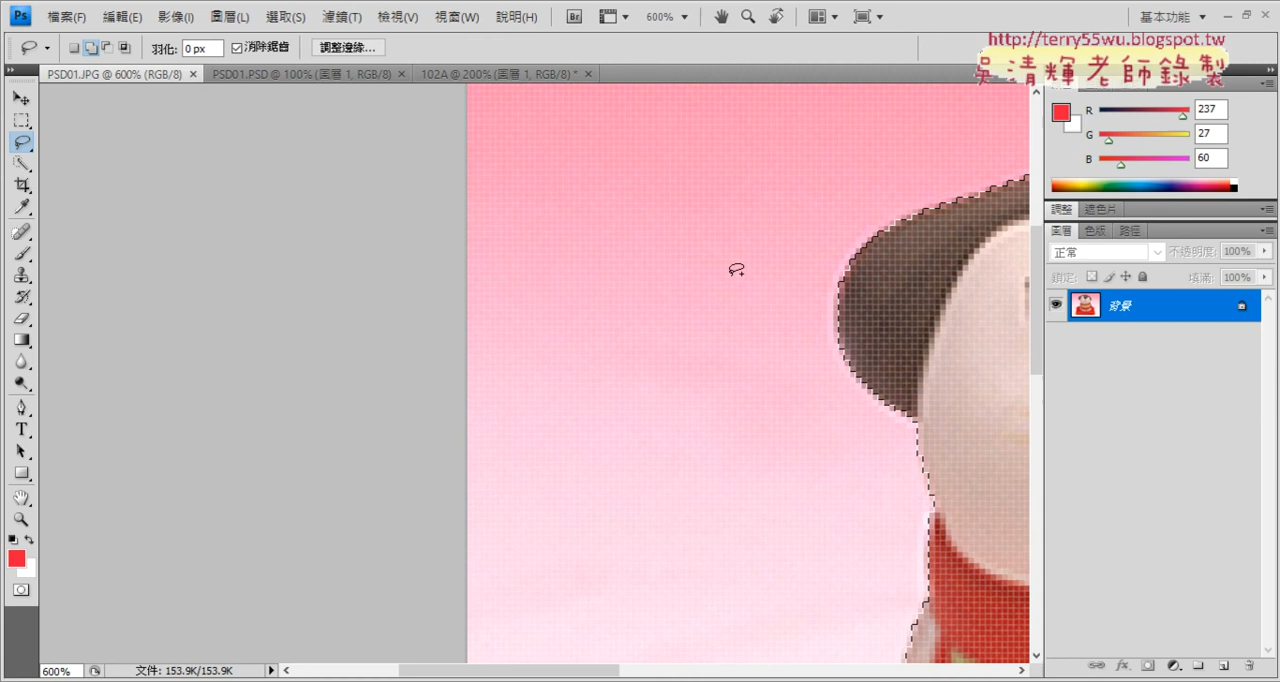 Ps 檔案(F) 編輯(E) 影像(I) 圖層(L) 選取(S) 濾鏡(T) 檢視(V) 視窗(W) 說明(H) Br 600% 基本功能
http://terry55wu.blogspot.tw
羽化: 0 px 消除鋸齒 調整邊緣...
吳清輝老師錄製
PSD01.JPG @ 600% (RGB/8) × PSD01.PSD @ 100% (圖層 1, RGB/8) × 102A @ 200% (圖層 1, RGB/8) * ×
R 237
G 27
B 60
調整 遮色片
圖層 色版 路徑
正常 不透明度: 100%
鎖定: 填滿: 100%
背景
T
600% 文件: 153.9K/153.9K